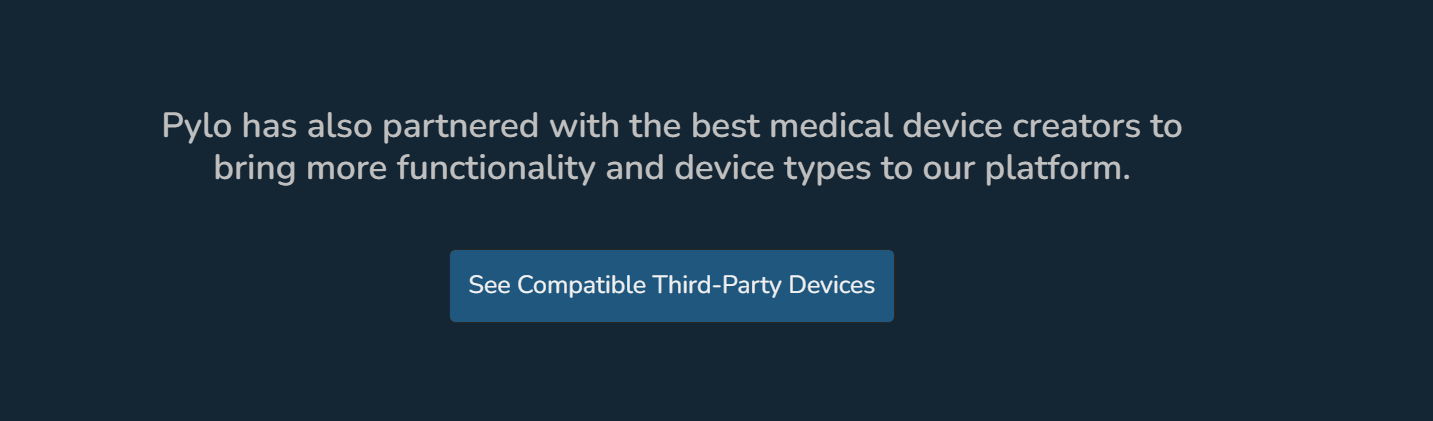 Pylo has also partnered with the best medical device creators to
bring more functionality and device types to our platform.
See Compatible Third-Party Devices